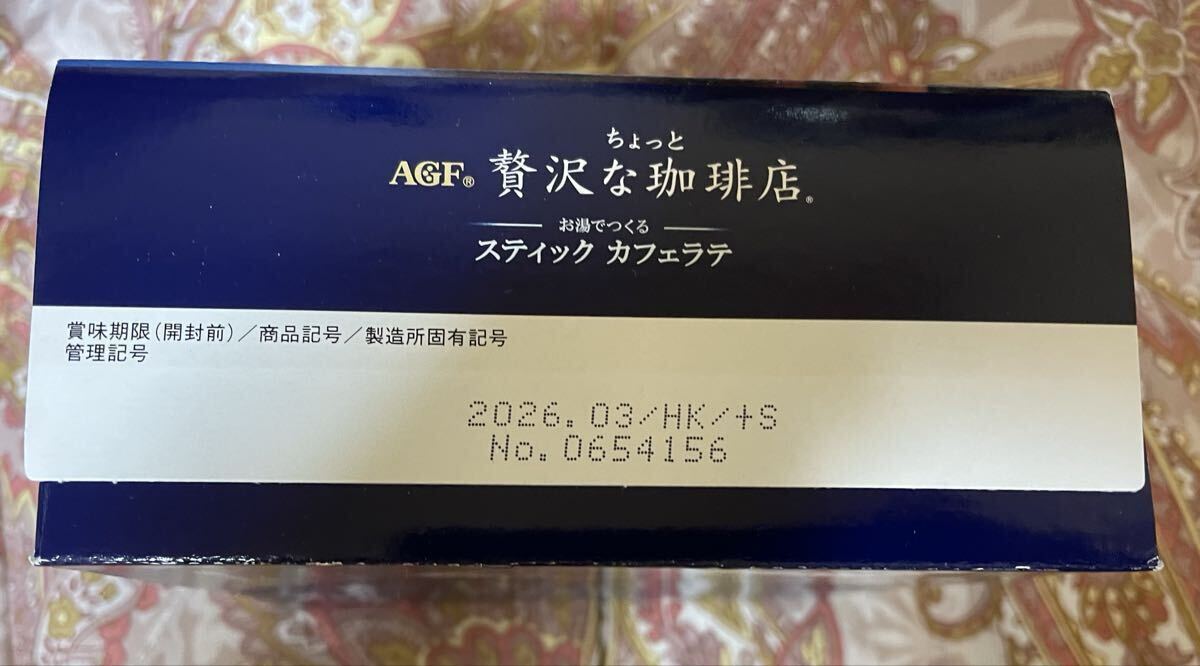 ちょっと
AGF® 贅沢な珈琲店®
お湯でつくる
スティック カフェラテ
賞味期限(開封前)/商品記号/製造所固有記号
管理記号
2026.03/HK/+S
No.0654156